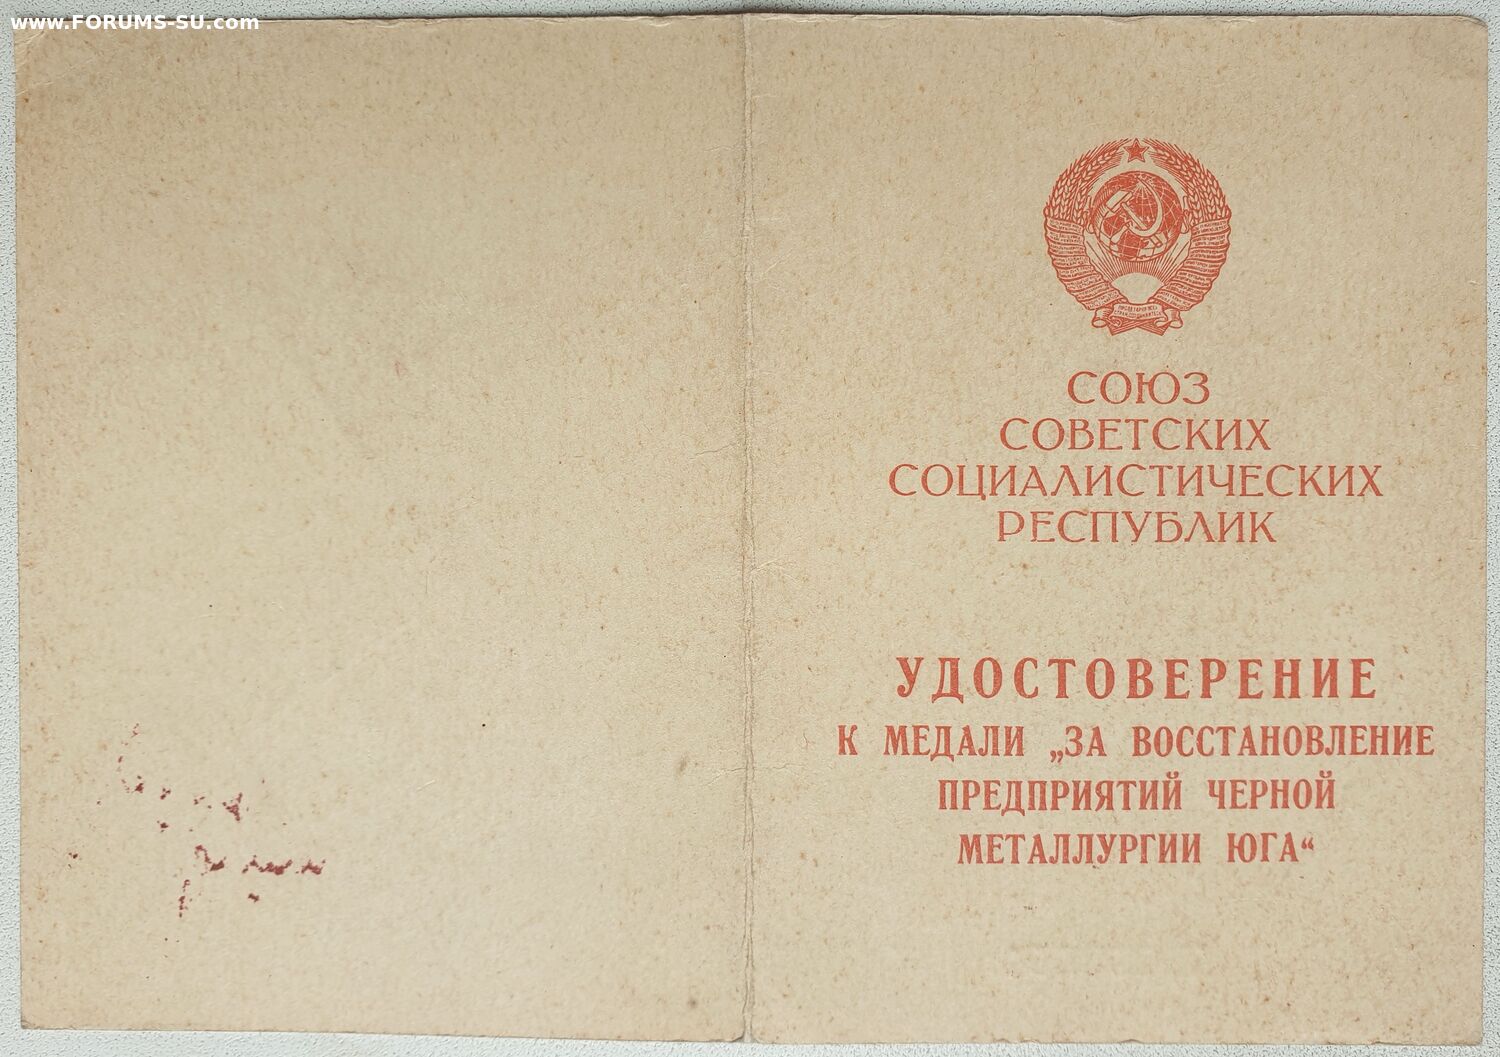 www.FORUMS-SU.com
СОЮЗ
СОВЕТСКИХ
СОЦИАЛИСТИЧЕСКИХ
РЕСПУБЛИК
УДОСТОВЕРЕНИЕ
К МЕДАЛИ „ЗА ВОССТАНОВЛЕНИЕ
ПРЕДПРИЯТИЙ ЧЕРНОЙ
МЕТАЛЛУРГИИ ЮГА“